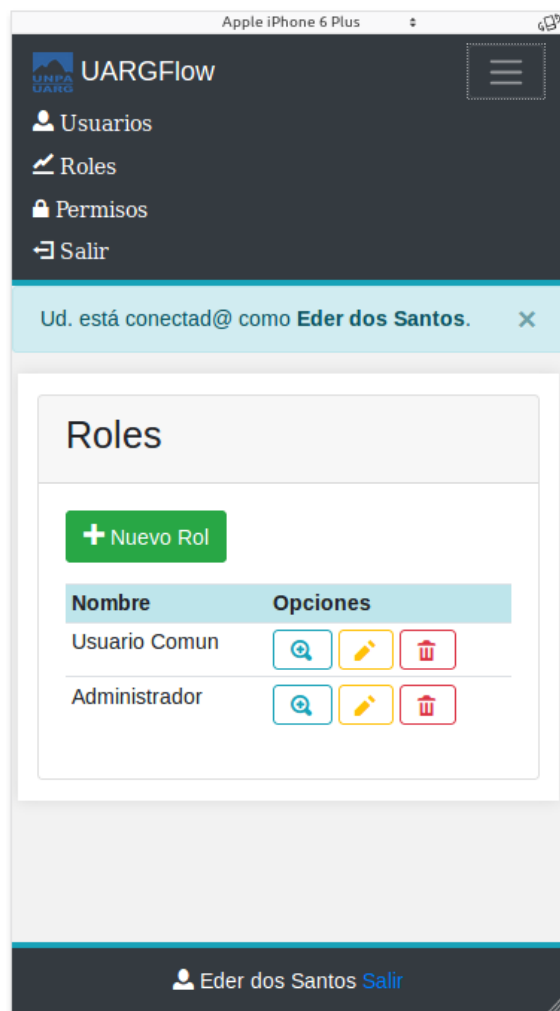 Apple iPhone 6 Plus
UNPA
UARG
UARGFlow
Usuarios
Roles
Permisos
Salir
Ud. está conectad@ como Eder dos Santos. ×
Roles
Nuevo Rol
Nombre Opciones
Usuario Comun
Administrador
Eder dos Santos Salir